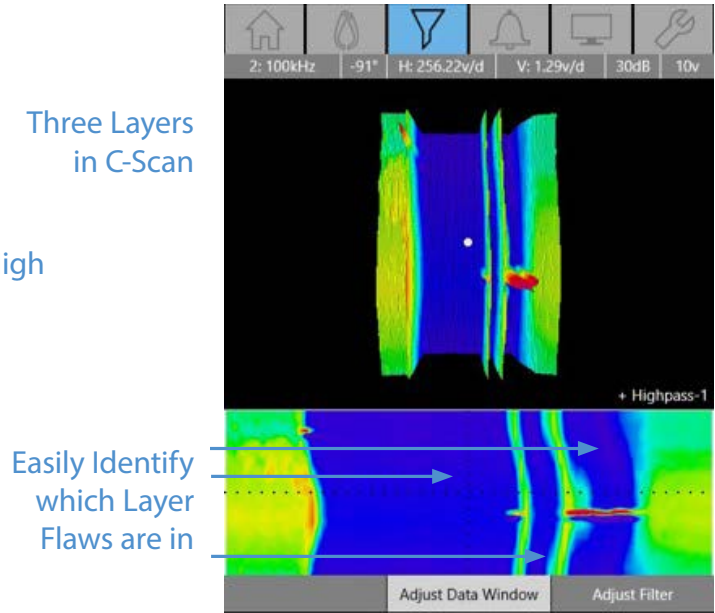 2: 100kHz -91° H: 256.22v/d V: 1.29v/d 30dB 10v
Three Layers
in C-Scan
igh
+ Highpass-1
Easily Identify
which Layer
Flaws are in
Adjust Data Window Adjust Filter